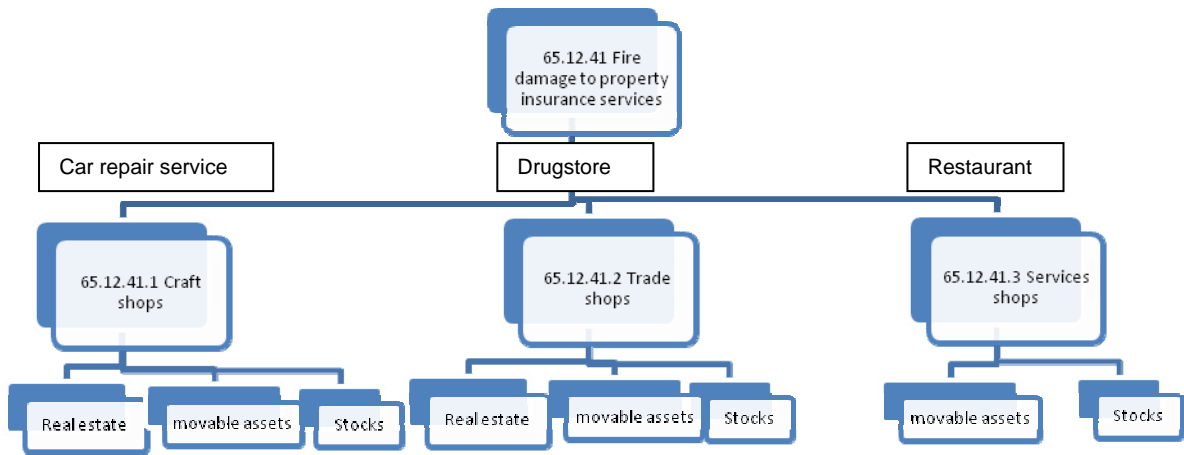 65.12.41 Fire
damage to property
insurance services
Car repair service
Drugstore
Restaurant
65.12.41.1 Craft
shops
65.12.41.2 Trade
shops
65.12.41.3 Services
shops
Real estate
movable assets
Stocks
Real estate
movable assets
Stocks
movable assets
Stocks